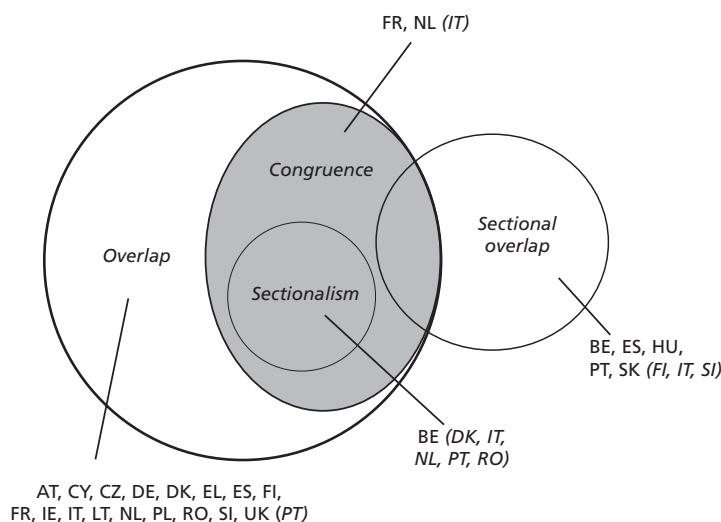 FR, NL (IT)
Congruence
Sectional
overlap
Overlap
Sectionalism
BE, ES, HU,
PT, SK (FI, IT, SI)
BE (DK, IT,
NL, PT, RO)
AT, CY, CZ, DE, DK, EL, ES, FI,
FR, IE, IT, LT, NL, PL, RO, SI, UK (PT)